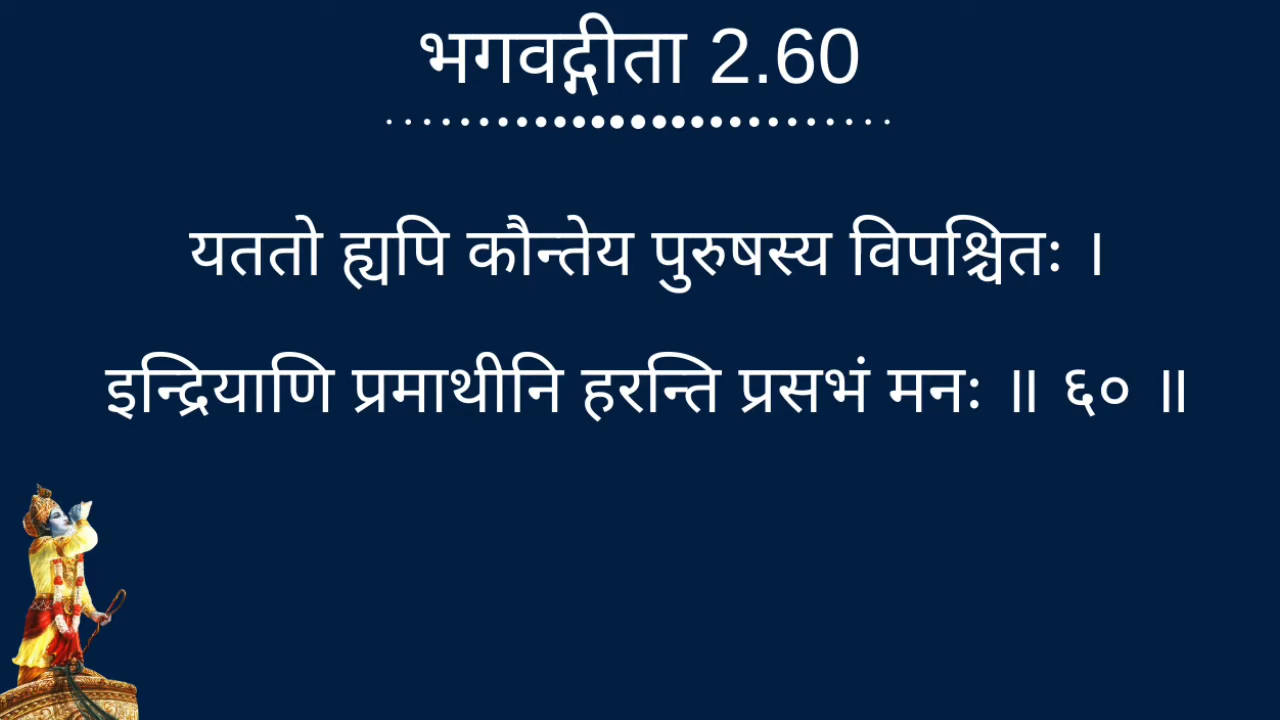 भगवद्गीता 2.60
यततो ह्यपि कौन्तेय पुरुषस्य विपश्चितः ।
इन्द्रियाणि प्रमाथीनि हरन्ति प्रसभं मनः ॥ ६० ॥